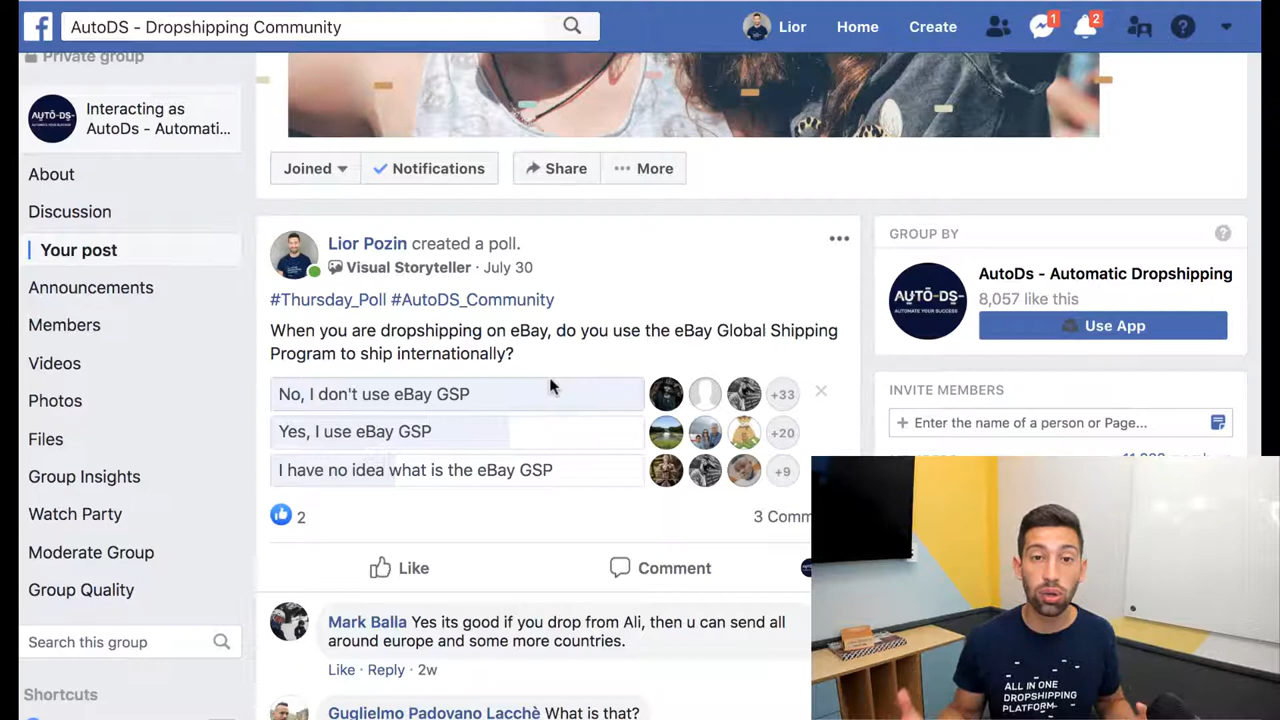 AutoDS - Dropshipping Community
Lior
Home
Create
1
2
Private group
Interacting as
AutoDs - Automati...
About
Discussion
Your post
Announcements
Members
Videos
Photos
Files
Group Insights
Watch Party
Moderate Group
Group Quality
Search this group
Shortcuts
Joined
Notifications
Share
More
Lior Pozin created a poll.
Visual Storyteller · July 30
#Thursday_Poll #AutoDS_Community
When you are dropshipping on eBay, do you use the eBay Global Shipping
Program to ship internationally?
No, I don't use eBay GSP
+33
Yes, I use eBay GSP
+20
I have no idea what is the eBay GSP
+9
2
3 Comm
Like
Comment
Mark Balla Yes its good if you drop from Ali, then u can send all
around europe and some more countries.
Like · Reply · 2w
Guglielmo Padovano Lacchè What is that?
GROUP BY
AUTO-DS
AUTOMATE YOUR SUCCESS
AutoDs - Automatic Dropshipping
8,057 like this
Use App
INVITE MEMBERS
+ Enter the name of a person or Page...
ALL IN ONE
DROPSHIPPING
PLATFORM